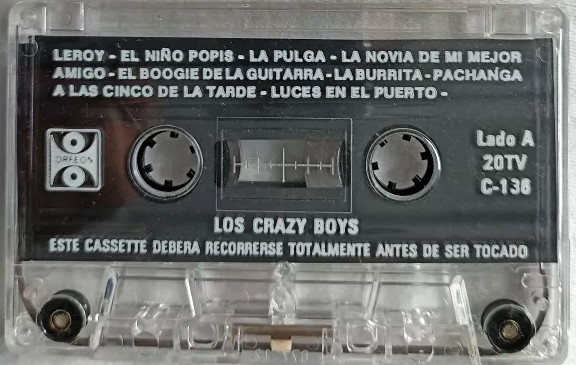 LEROY - EL NIÑO POPIS - LA PULGA - LA NOVIA DE MI MEJOR
AMIGO - EL BOOGIE DE LA GUITARRA - LA BURRITA - PACHANGA
A LAS CINCO DE LA TARDE - LUCES EN EL PUERTO -
ORFEON
Lado A
20TV
C-136
LOS CRAZY BOYS
ESTE CASSETTE DEBERA RECORRERSE TOTALMENTE ANTES DE SER TOCADO